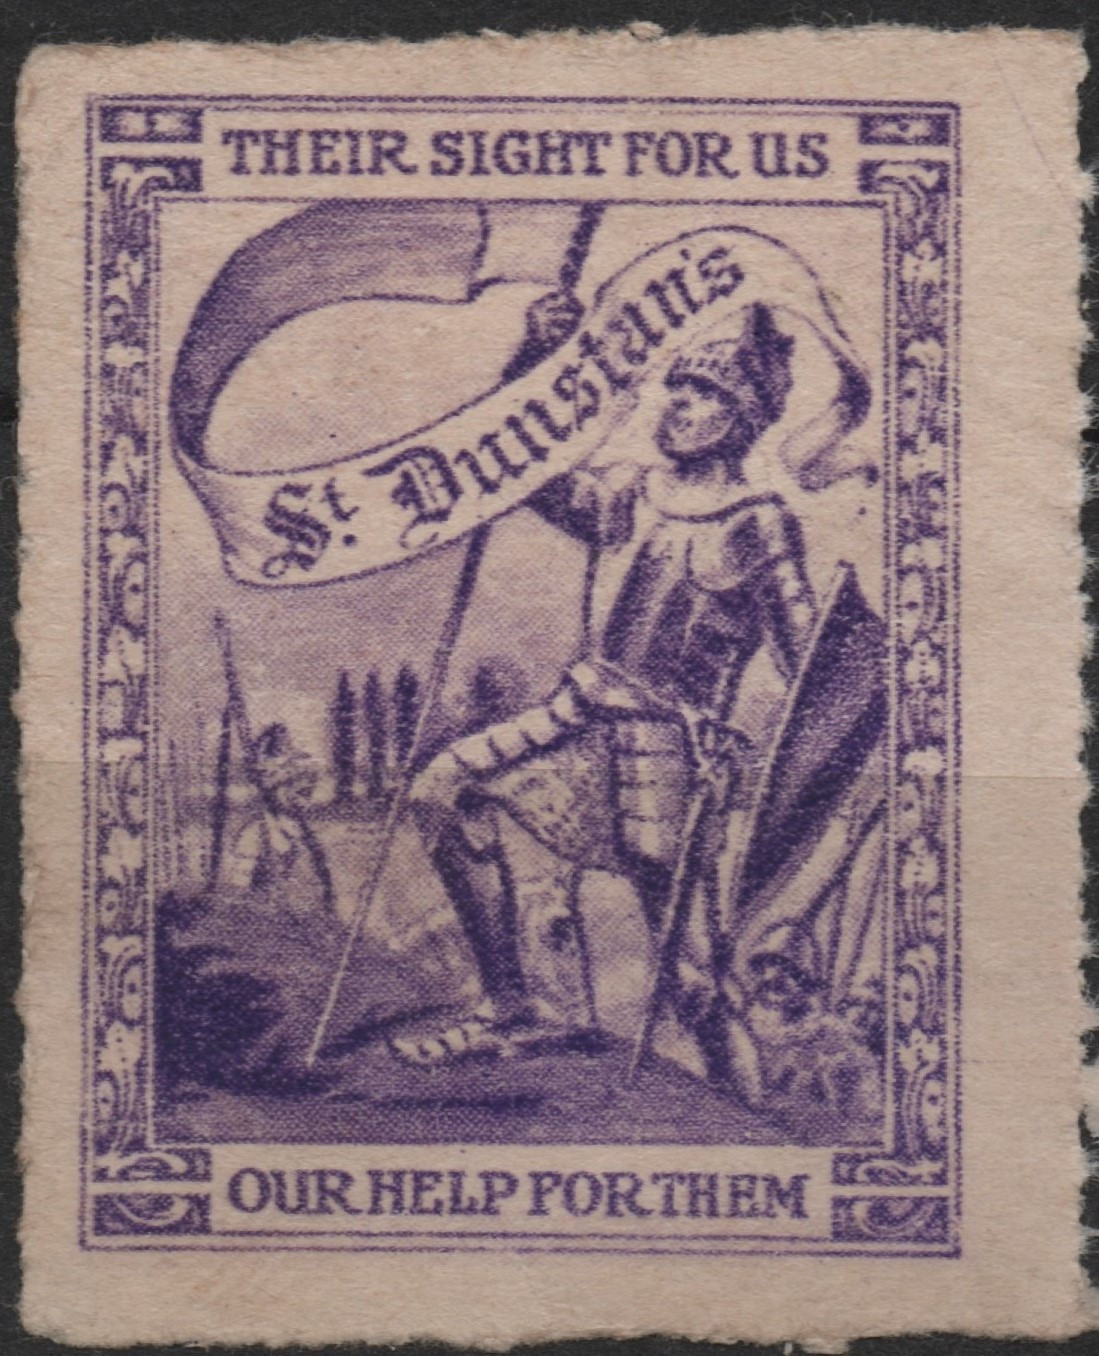 THEIR SIGHT FOR US
St. Dunstan's
OUR HELP FOR THEM